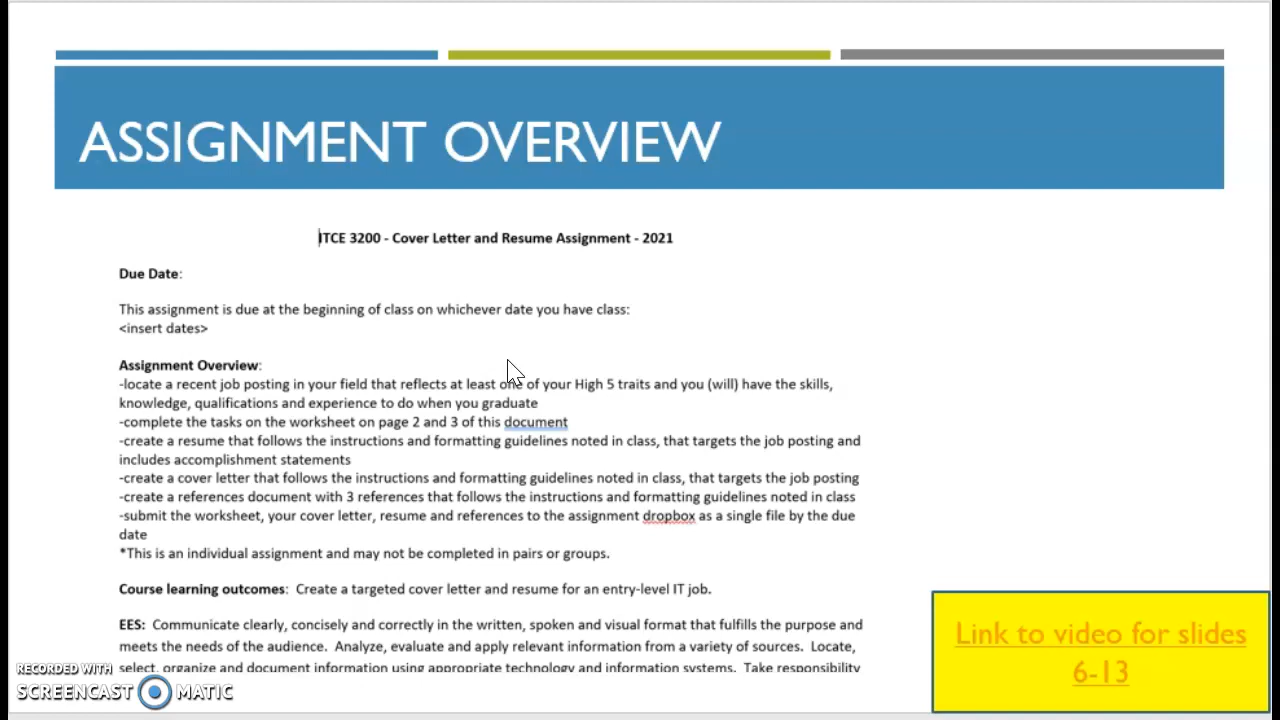 ASSIGNMENT OVERVIEW
ITCE 3200 - Cover Letter and Resume Assignment - 2021
Due Date:
This assignment is due at the beginning of class on whichever date you have class:
<insert dates>
Assignment Overview:
-locate a recent job posting in your field that reflects at least one of your High 5 traits and you (will) have the skills,
knowledge, qualifications and experience to do when you graduate
-complete the tasks on the worksheet on page 2 and 3 of this document
-create a resume that follows the instructions and formatting guidelines noted in class, that targets the job posting and
includes accomplishment statements
-create a cover letter that follows the instructions and formatting guidelines noted in class, that targets the job posting
-create a references document with 3 references that follows the instructions and formatting guidelines noted in class
-submit the worksheet, your cover letter, resume and references to the assignment dropbox as a single file by the due
date
*This is an individual assignment and may not be completed in pairs or groups.
Course learning outcomes: Create a targeted cover letter and resume for an entry-level IT job.
EES: Communicate clearly, concisely and correctly in the written, spoken and visual format that fulfills the purpose and
meets the needs of the audience. Analyze, evaluate and apply relevant information from a variety of sources. Locate,
select, organize and document information using appropriate technology and information systems. Take responsibility
Link to video for slides
6-13
RECORDED WITH
SCREENCAST MATIC